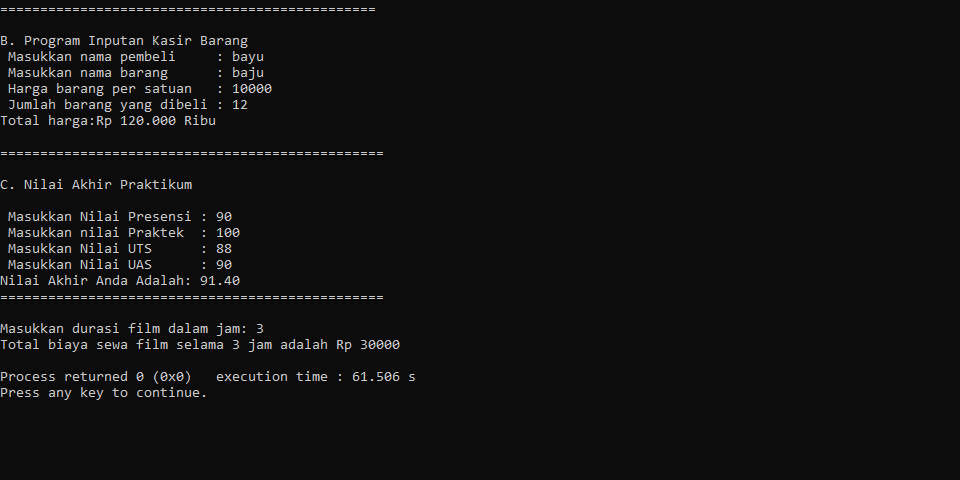 ===============================================
B. Program Inputan Kasir Barang
Masukkan nama pembeli     : bayu
Masukkan nama barang      : baju
Harga barang per satuan   : 10000
Jumlah barang yang dibeli : 12
Total harga:Rp 120.000 Ribu
================================================
C. Nilai Akhir Praktikum
Masukkan Nilai Presensi : 90
Masukkan nilai Praktek  : 100
Masukkan Nilai UTS      : 88
Masukkan Nilai UAS      : 90
Nilai Akhir Anda Adalah: 91.40
================================================
Masukkan durasi film dalam jam: 3
Total biaya sewa film selama 3 jam adalah Rp 30000
Process returned 0 (0x0)   execution time : 61.506 s
Press any key to continue.